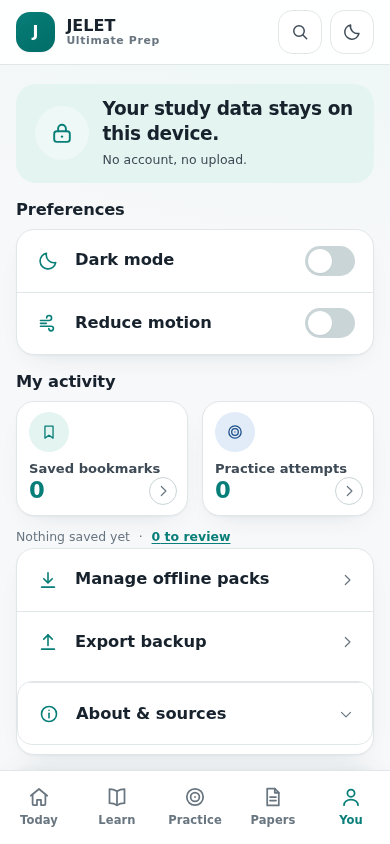 J
JELET
Ultimate Prep
Your study data stays on
this device.
No account, no upload.
Preferences
Dark mode
Reduce motion
My activity
Saved bookmarks
0
Practice attempts
0
Nothing saved yet · 0 to review
Manage offline packs
Export backup
About & sources
Today
Learn
Practice
Papers
You